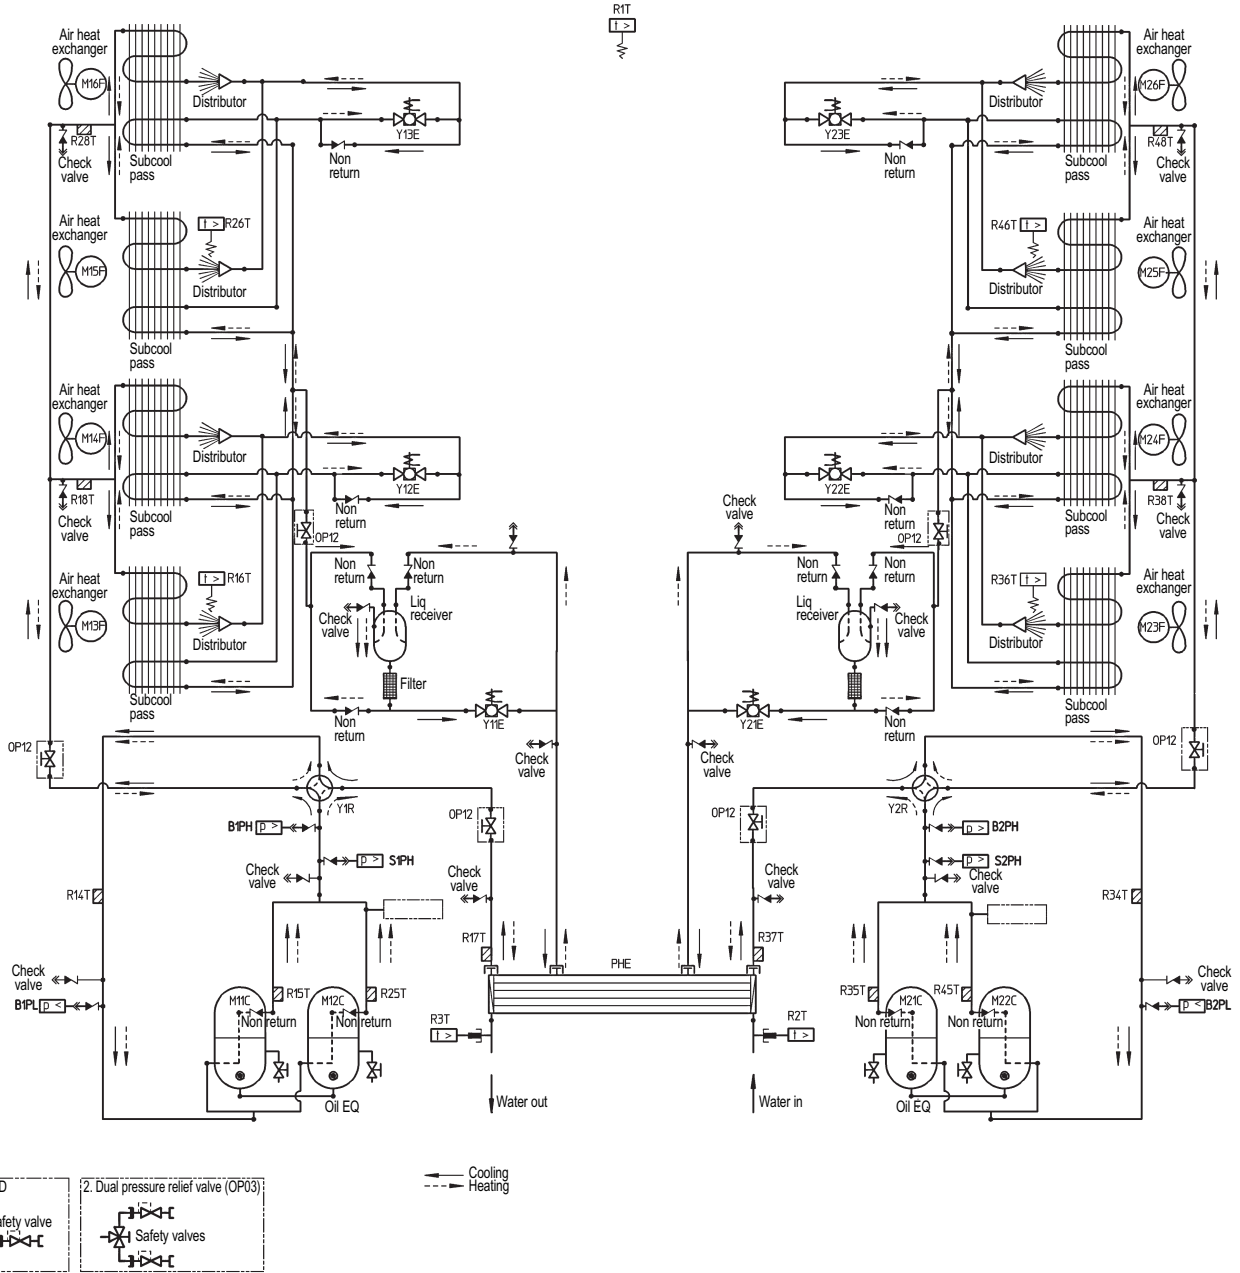 R1T
t >
Air heat
exchanger
M16F
Distributor
R28T
Check
valve
Subcool
pass
Y13E
Non
return
Air heat
exchanger
M26F
Distributor
R48T
Check
valve
Subcool
pass
Y23E
Non
return
Air heat
exchanger
M15F
t >
R26T
Distributor
Subcool
pass
Air heat
exchanger
M25F
R46T
t >
Distributor
Subcool
pass
Air heat
exchanger
M14F
Distributor
R18T
Check
valve
Subcool
pass
Y12E
Non
return
OP12
Air heat
exchanger
M24F
Distributor
R38T
Check
valve
Subcool
pass
Y22E
Non
return
OP12
Check
valve
Air heat
exchanger
M13F
t >
R16T
Distributor
Subcool
pass
Non
return
Non
return
Liq
receiver
Check
valve
Filter
Non
return
Y11E
Check
valve
Air heat
exchanger
M23F
R36T
t >
Distributor
Subcool
pass
Non
return
Non
return
Liq
receiver
Check
valve
Non
return
Y21E
Check
valve
OP12
Y1R
B1PH
p >
p >
S1PH
Check
valve
OP12
Check
valve
R14T
R17T
Check
valve
B1PL
p <
M11C
R15T
Non return
M12C
R25T
Non return
Oil EQ
R3T
t >
Water out
PHE
OP12
Y2R
p >
B2PH
p >
S2PH
Check
valve
OP12
Check
valve
R34T
R37T
Check
valve
p >
B2PL
R35T
M21C
Non return
R45T
M22C
Non return
Oil EQ
R2T
t >
Water in
Cooling
Heating
D
afety valve
2. Dual pressure relief valve (OP03)
Safety valves